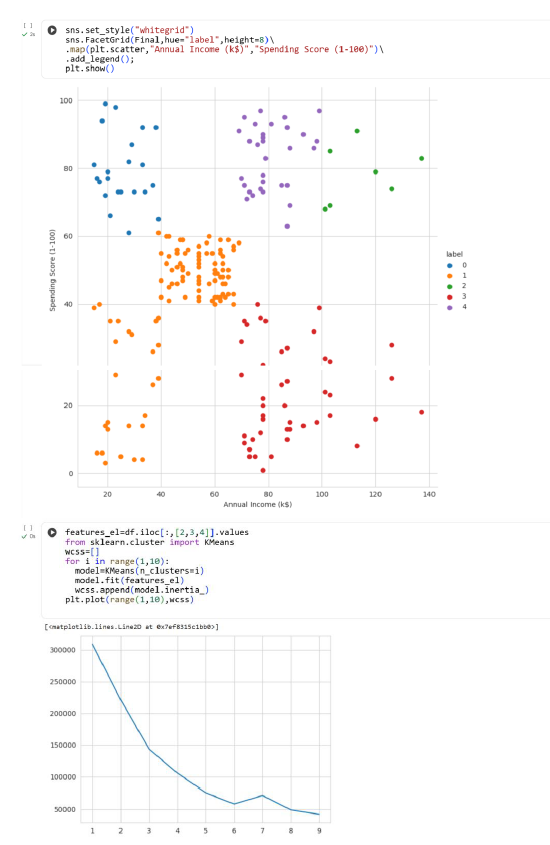 [ ]
2s
sns.set_style("whitegrid")
sns.FacetGrid(Final,hue="label",height=8)\
.map(plt.scatter,"Annual Income (k$)","Spending Score (1-100)")\
.add_legend();
plt.show()
100
80
60
40
20
0
Spending Score (1-100)
20 40 60 80 100 120 140
Annual Income (k$)
label
0
1
2
3
4
[ ]
0s
features_el=df.iloc[:,[2,3,4]].values
from sklearn.cluster import KMeans
wcss=[]
for i in range(1,10):
model=KMeans(n_clusters=i)
model.fit(features_el)
wcss.append(model.inertia_)
plt.plot(range(1,10),wcss)
[<matplotlib.lines.Line2D at 0x7ef8315c1bb0>]
300000
250000
200000
150000
100000
50000
1 2 3 4 5 6 7 8 9